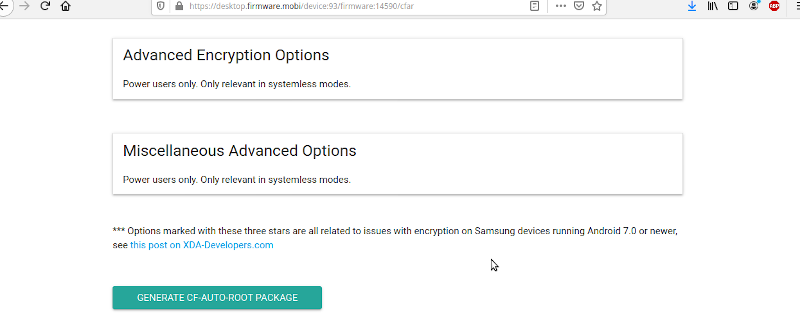 https://desktop.firmware.mobi/device:93/firmware:14590/cfar
ABP
Advanced Encryption Options
Power users only. Only relevant in systemless modes.
Miscellaneous Advanced Options
Power users only. Only relevant in systemless modes.
*** Options marked with these three stars are all related to issues with encryption on Samsung devices running Android 7.0 or newer,
see this post on XDA-Developers.com
GENERATE CF-AUTO-ROOT PACKAGE